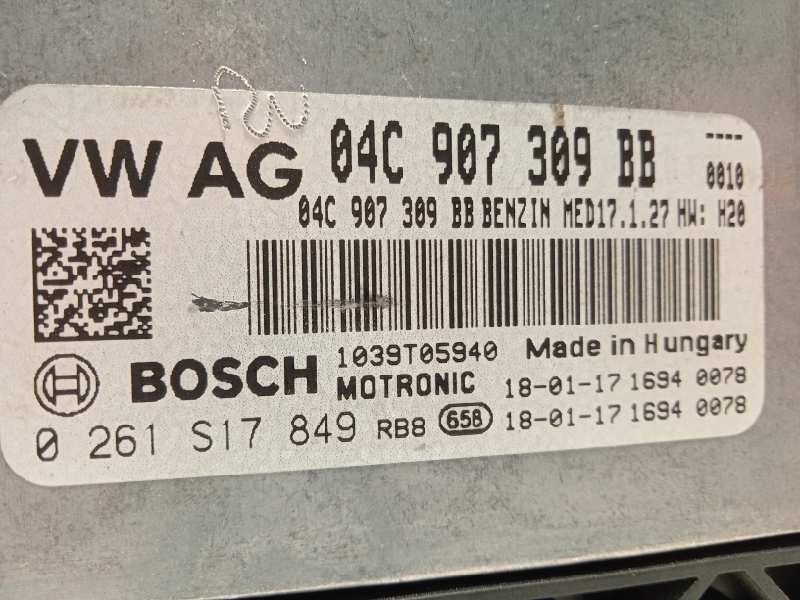 VW AG 04C 907 309 BB ----
0010
04C 907 309 BB BENZIN MED17.1.27 HW: H20
1039T05940 Made in Hungary
BOSCH MOTRONIC 18-01-17 1694 0078
0 261 S17 849 RB8 658 18-01-17 1694 0078